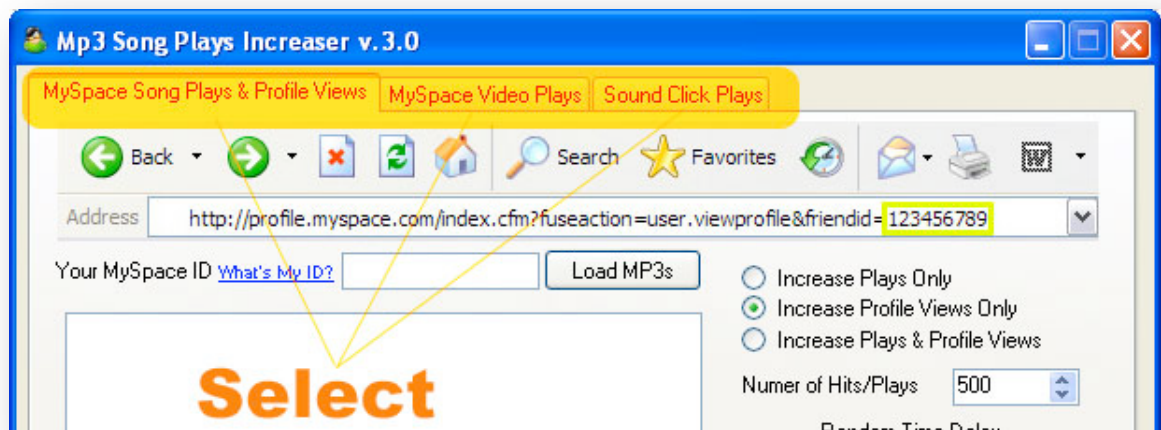 Mp3 Song Plays Increaser v.3.0
MySpace Song Plays & Profile Views MySpace Video Plays Sound Click Plays
Back Search Favorites W
Address http://profile.myspace.com/index.cfm?fuseaction=user.viewprofile&friendid=123456789
Your MySpace ID What's My ID? Load MP3s
Increase Plays Only
Increase Profile Views Only
Increase Plays & Profile Views
Select
Numer of Hits/Plays 500
Random Time Delay